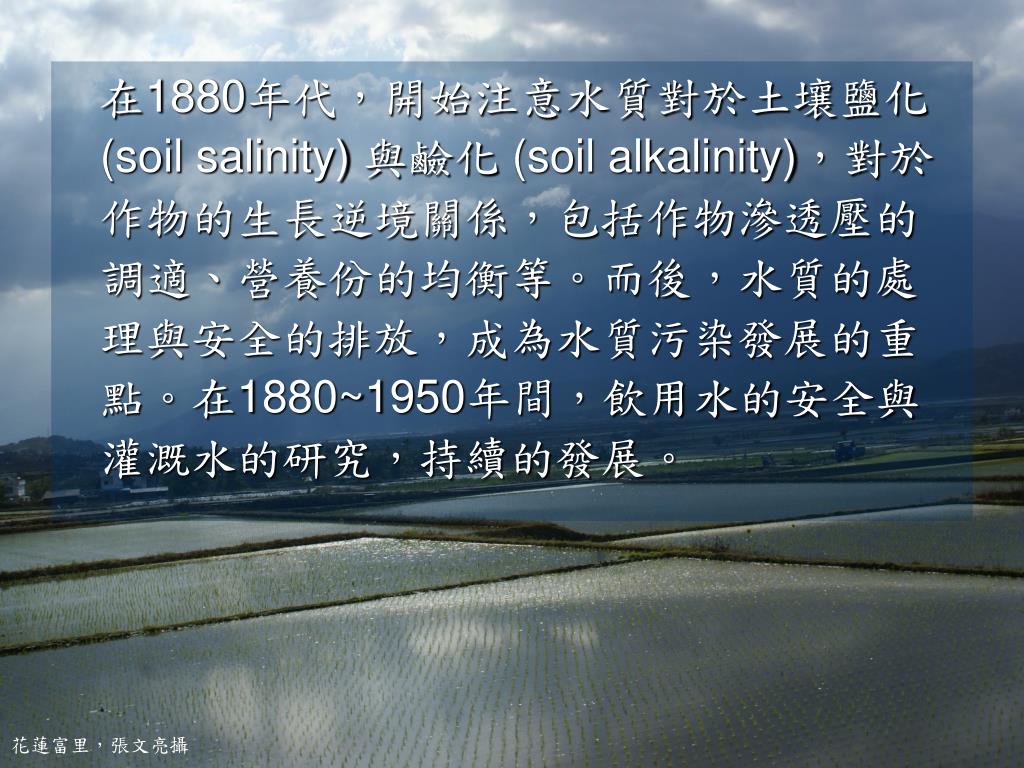 在1880年代，開始注意水質對於土壤鹽化
(soil salinity) 與鹼化 (soil alkalinity)，對於
作物的生長逆境關係，包括作物滲透壓的
調適、營養份的均衡等。而後，水質的處
理與安全的排放，成為水質污染發展的重
點。在1880~1950年間，飲用水的安全與
灌溉水的研究，持續的發展。
花蓮富里，張文亮攝